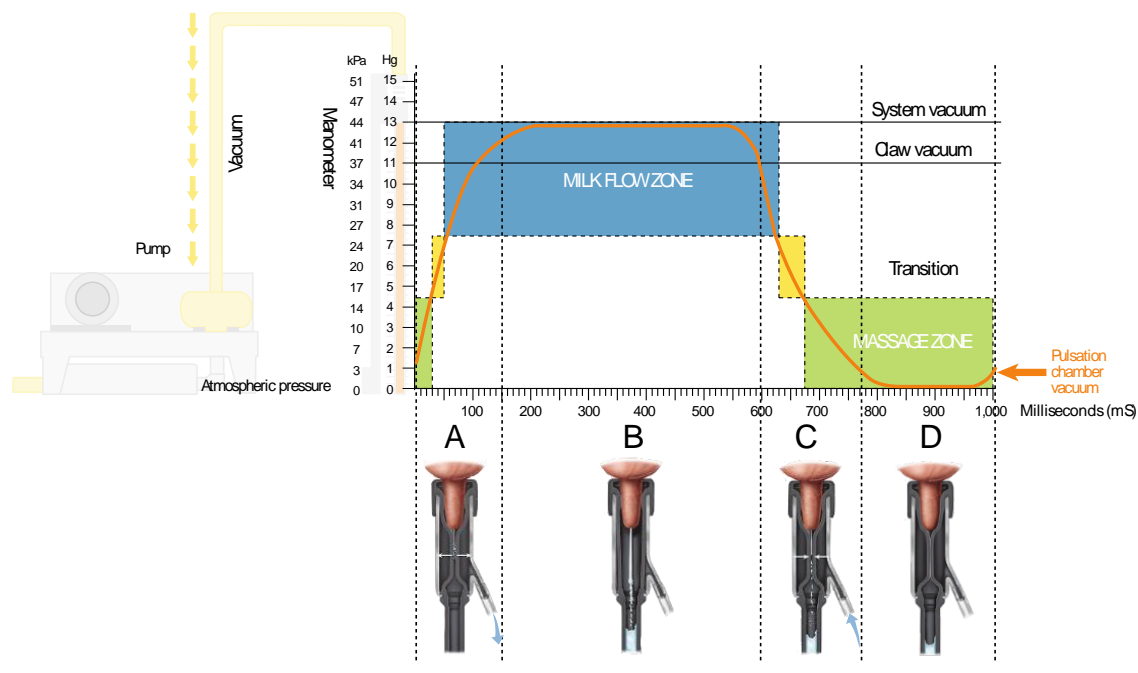 kPa Hg
51 15
47 14
44 13
41 12
37 11
34 10
31 9
27 8
24 7
20 6
17 5
14 4
10 3
7 2
3 1
0 0
Manometer
Vacuum
Pump
Atmospheric pressure
System vacuum
Claw vacuum
MILK FLOW ZONE
Transition
MASSAGE ZONE
Pulsation
chamber
vacuum
100 200 300 400 500 600 700 800 900 1,000 Milliseconds (mS)
A B C D